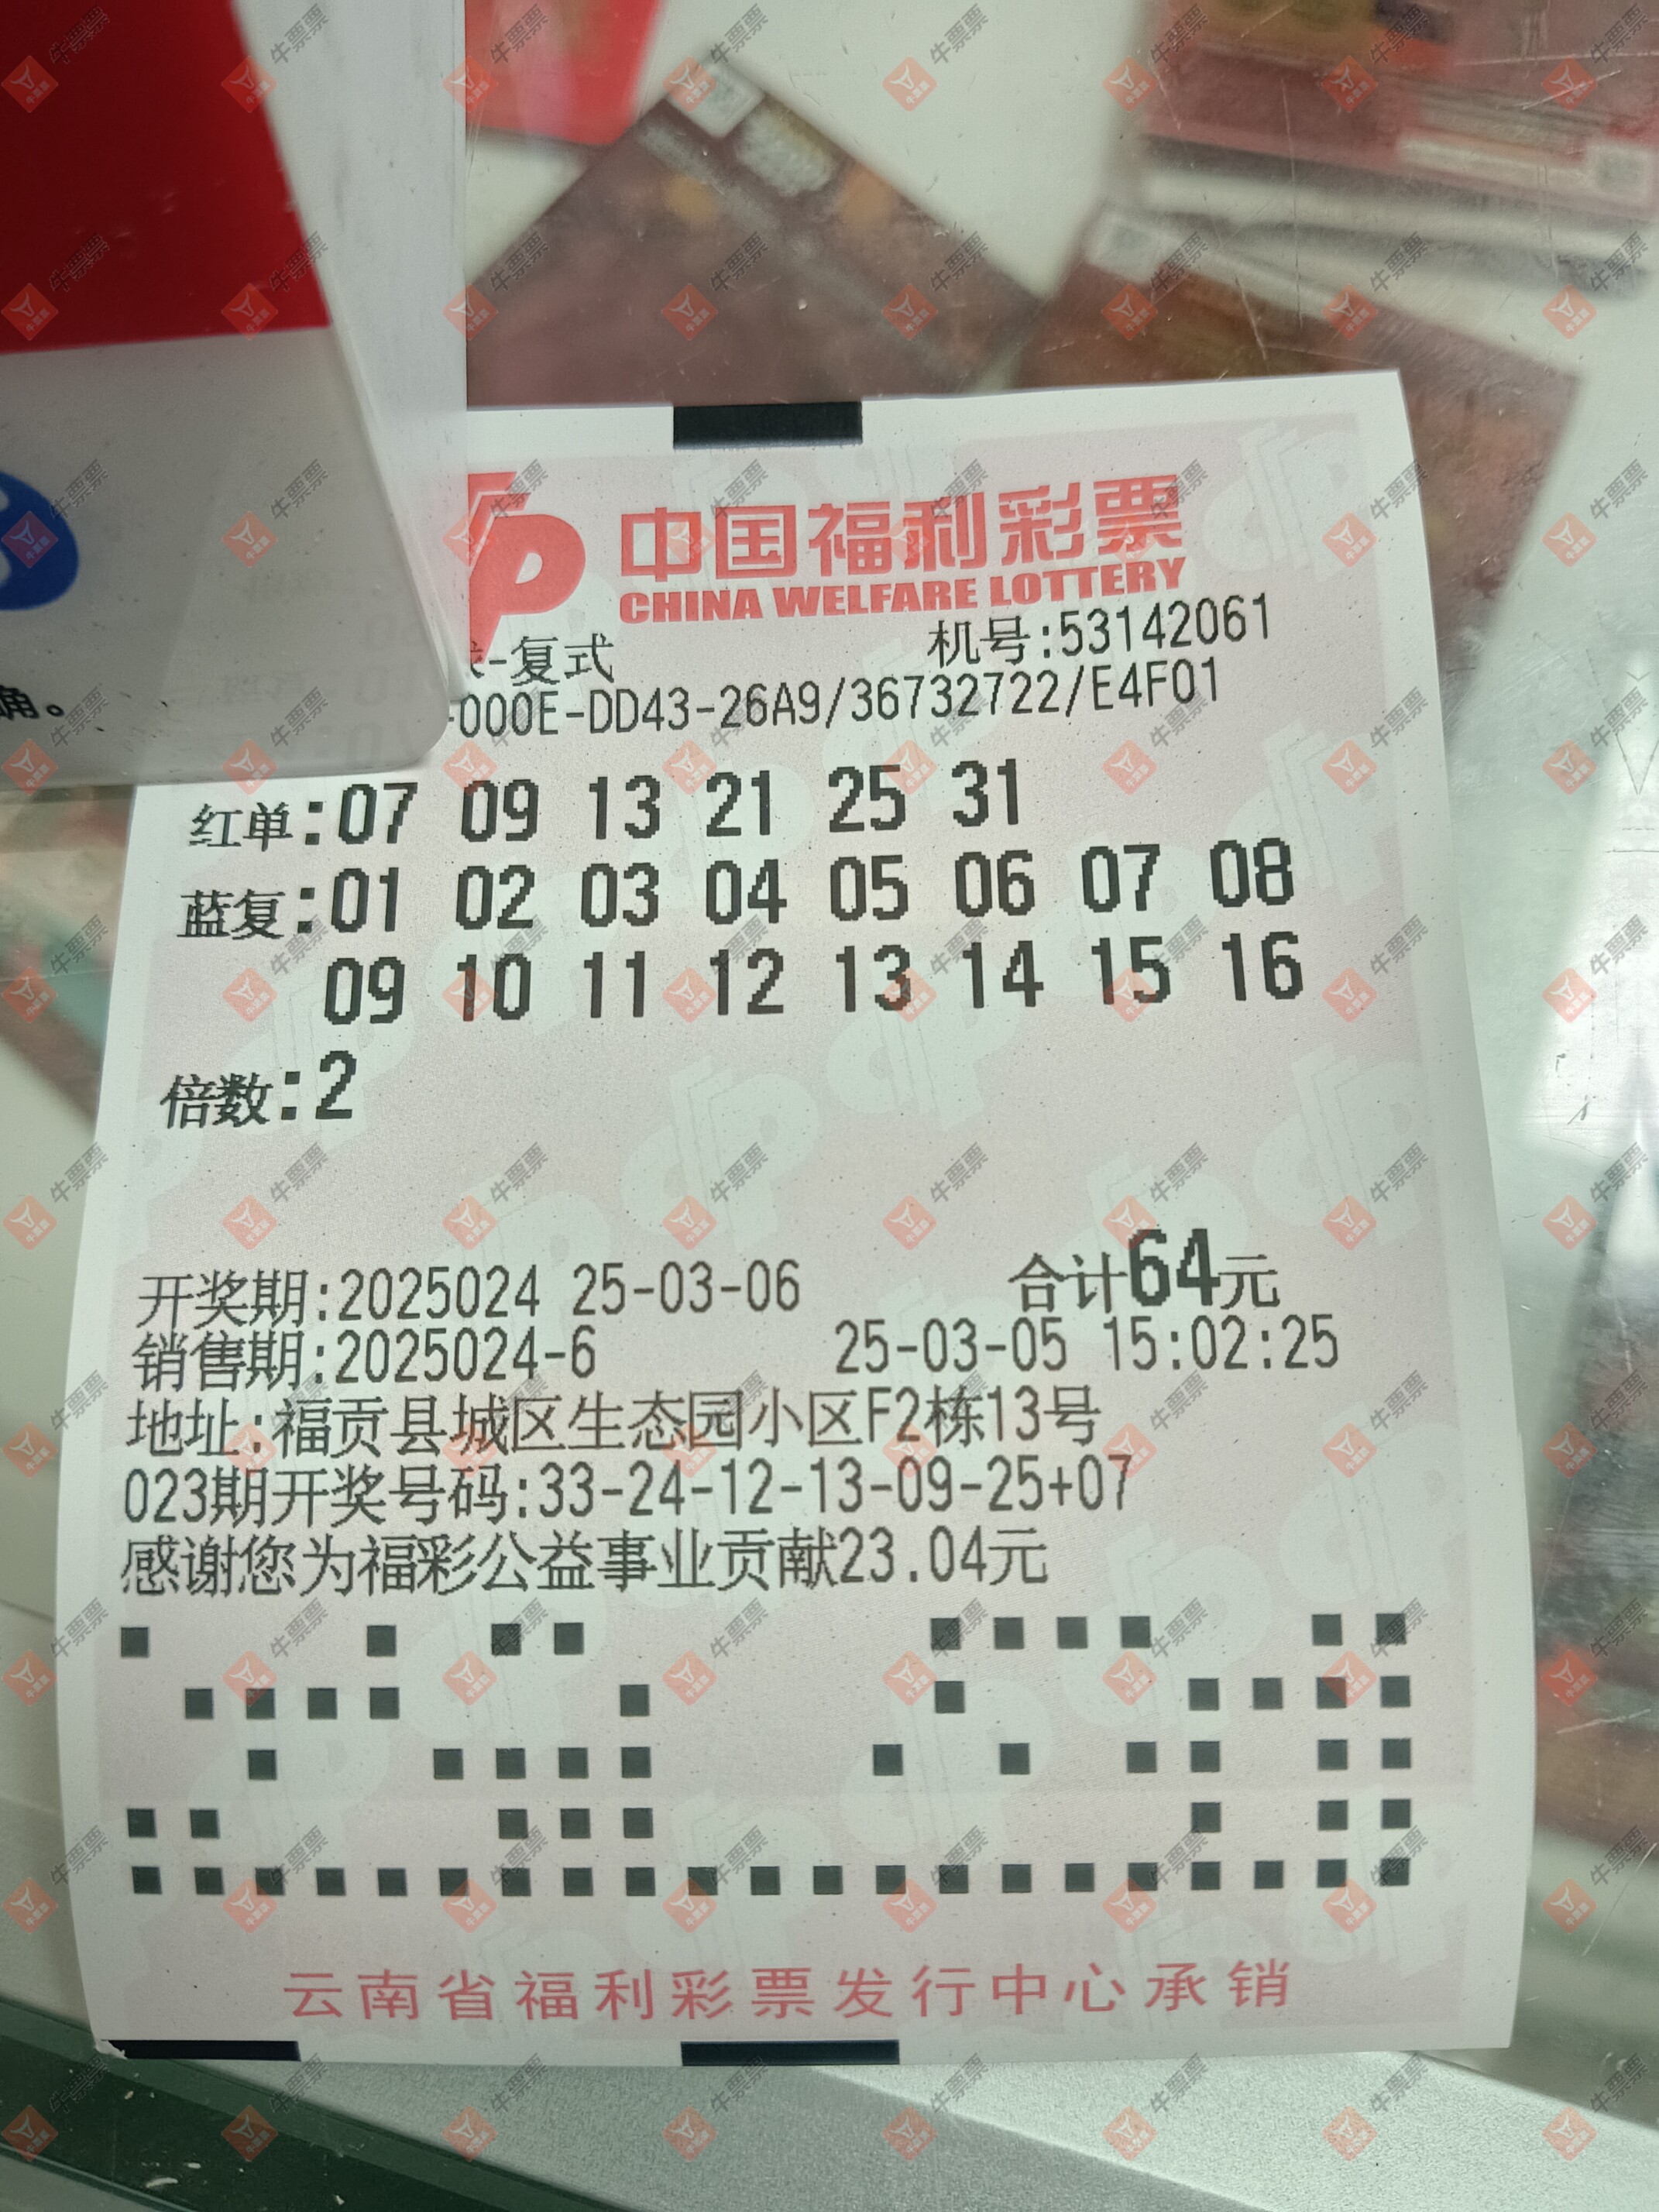 中国福利彩票
CHINA WELFARE LOTTERY
-复式 机号:53142061
-000E-DD43-26A9/36732722/E4F01
角。
红单:07 09 13 21 25 31
蓝复:01 02 03 04 05 06 07 08
09 10 11 12 13 14 15 16
倍数:2
合计64元
开奖期:2025024 25-03-06
销售期:2025024-6 25-03-05 15:02:25
地址:福贡县城区生态园小区F2栋13号
023期开奖号码:33-24-12-13-09-25+07
感谢您为福彩公益事业贡献23.04元
云南省福利彩票发行中心承销
牛票票